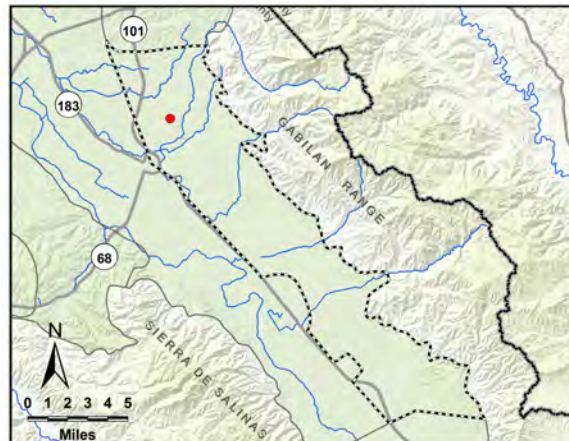 101
183
GABILAN RANGE
68
SIERRA DE SALINAS
N
0 1 2 3 4 5
Miles